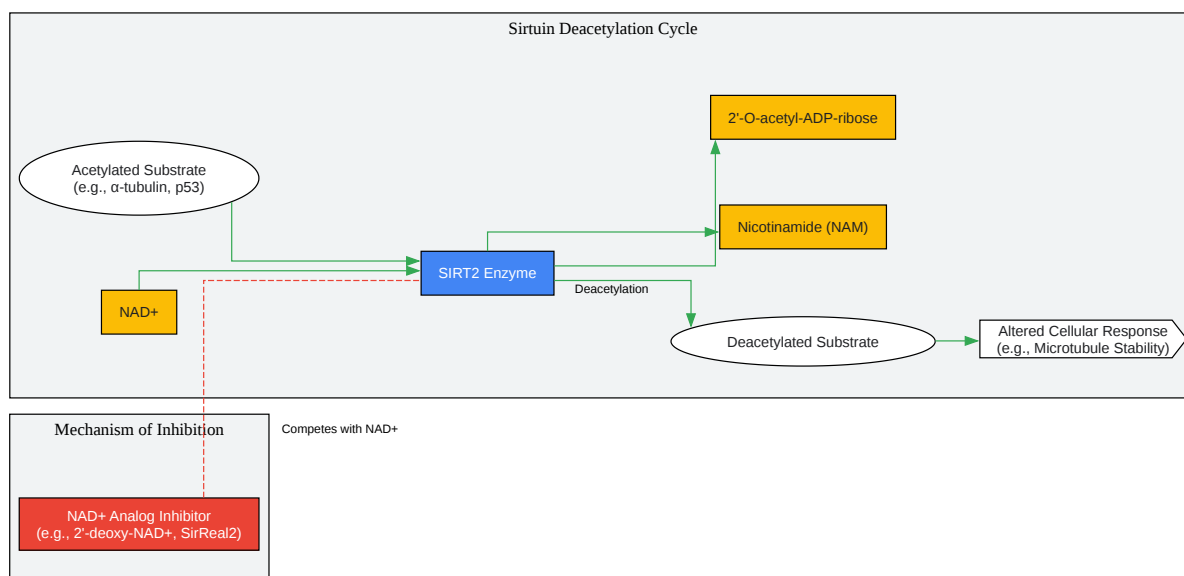 Sirtuin Deacetylation Cycle
2'-O-acetyl-ADP-ribose
Acetylated Substrate
(e.g., α-tubulin, p53)
Nicotinamide (NAM)
SIRT2 Enzyme
Deacetylation
NAD+
Deacetylated Substrate
Altered Cellular Response
(e.g., Microtubule Stability)
Mechanism of Inhibition
Competes with NAD+
NAD+ Analog Inhibitor
(e.g., 2'-deoxy-NAD+, SirReal2)